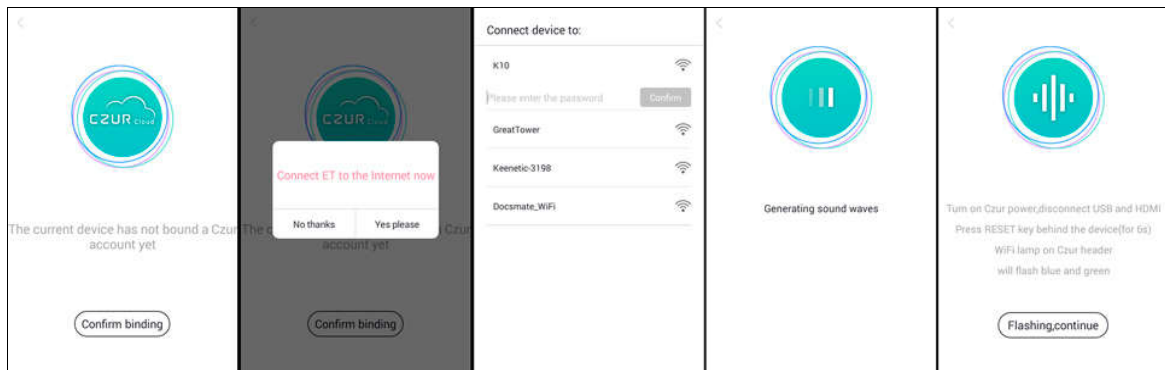 CZUR Cloud
The current device has not bound a Czur
account yet
Confirm binding
CZUR Cloud
Connect ET to the Internet now
No thanks
Yes please
The c
Czur
account yet
Confirm binding
Connect device to:
K10
Please enter the password
Confirm
GreatTower
Keenetic-3198
Docsmate_WiFi
Generating sound waves
Turn on Czur power,disconnect USB and HDMI
Press RESET key behind the device(for 6s)
WiFi lamp on Czur header
will flash blue and green
Flashing,continue